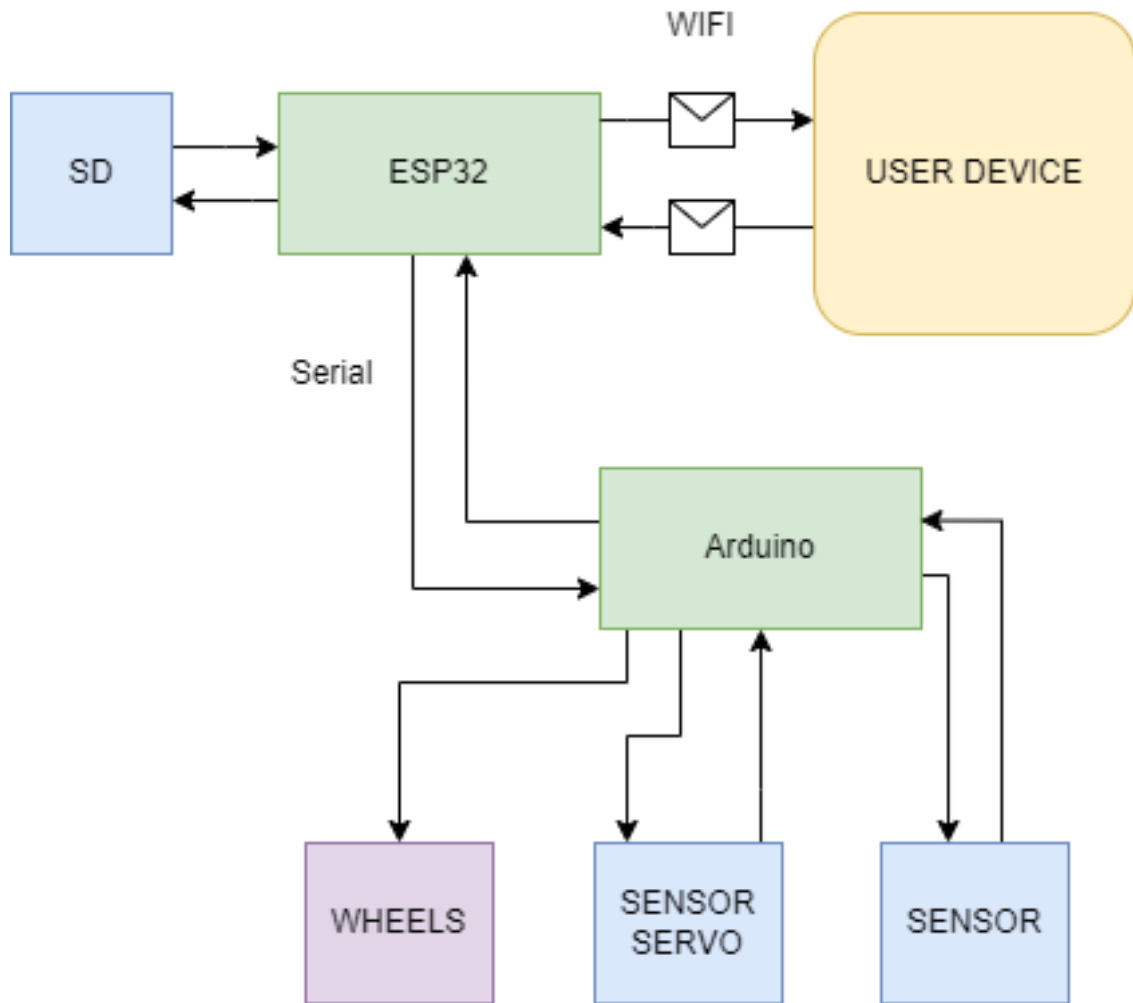 WIFI
SD
ESP32
USER DEVICE
Serial
Arduino
WHEELS
SENSOR
SERVO
SENSOR